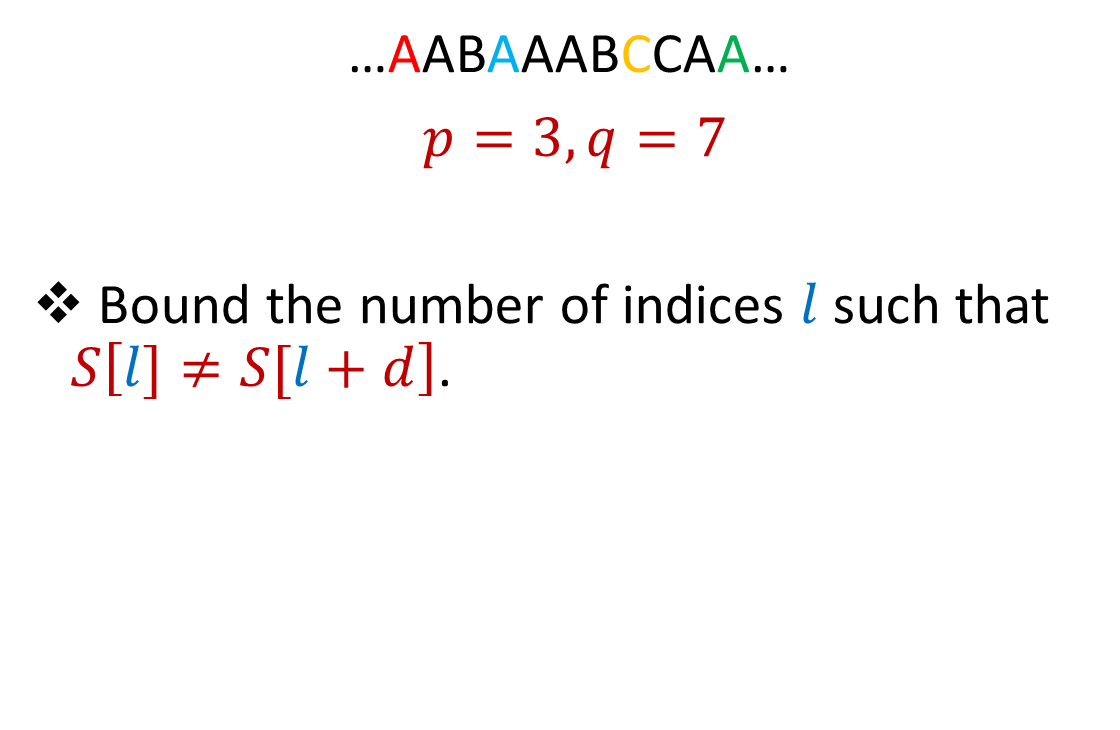 ...AABAAABCCAA...
p = 3, q = 7
❖ Bound the number of indices l such that
S[l] ≠ S[l + d].